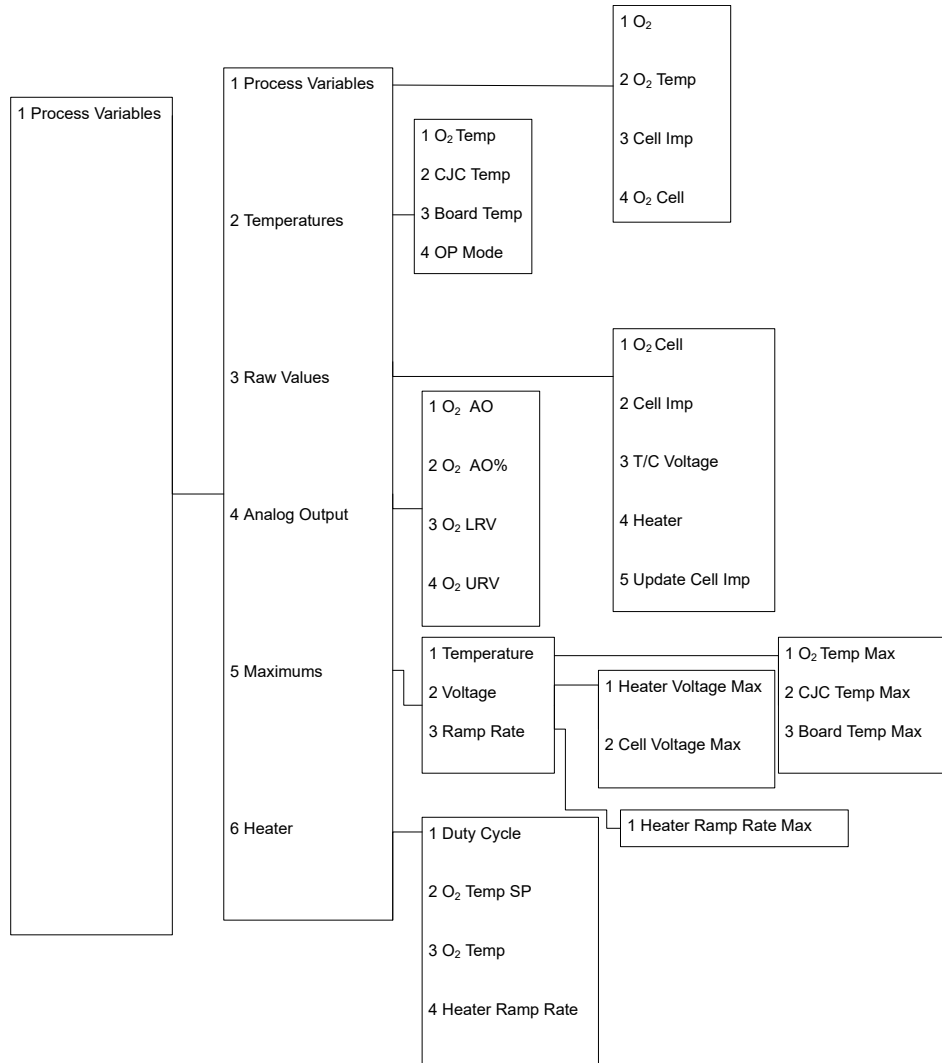 1 Process Variables
1 Process Variables
2 Temperatures
3 Raw Values
4 Analog Output
5 Maximums
6 Heater
1 O₂
2 O₂ Temp
3 Cell Imp
4 O₂ Cell
1 O₂ Temp
2 CJC Temp
3 Board Temp
4 OP Mode
1 O₂ Cell
2 Cell Imp
3 T/C Voltage
4 Heater
5 Update Cell Imp
1 O₂ AO
2 O₂ AO%
3 O₂ LRV
4 O₂ URV
1 Temperature
2 Voltage
3 Ramp Rate
1 O₂ Temp Max
2 CJC Temp Max
3 Board Temp Max
1 Heater Voltage Max
2 Cell Voltage Max
1 Heater Ramp Rate Max
1 Duty Cycle
2 O₂ Temp SP
3 O₂ Temp
4 Heater Ramp Rate